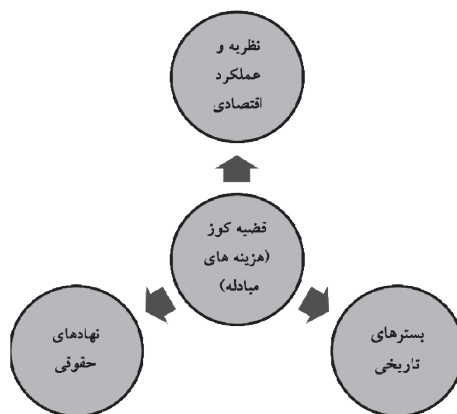 نظریه و
عملکرد
اقتصادی
قضیه کوز
(هزینه های
مبادله)
نهادهای
حقوقی
بسترهای
تاریخی